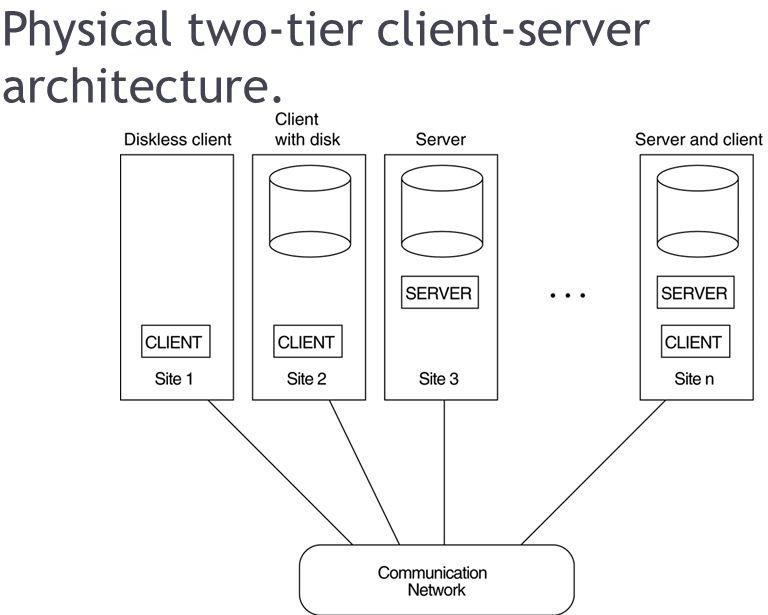 Physical two-tier client-server
architecture.
Diskless client
Client
with disk
Server
Server and client
SERVER
...
SERVER
CLIENT
CLIENT
CLIENT
Site 1
Site 2
Site 3
Site n
Communication
Network